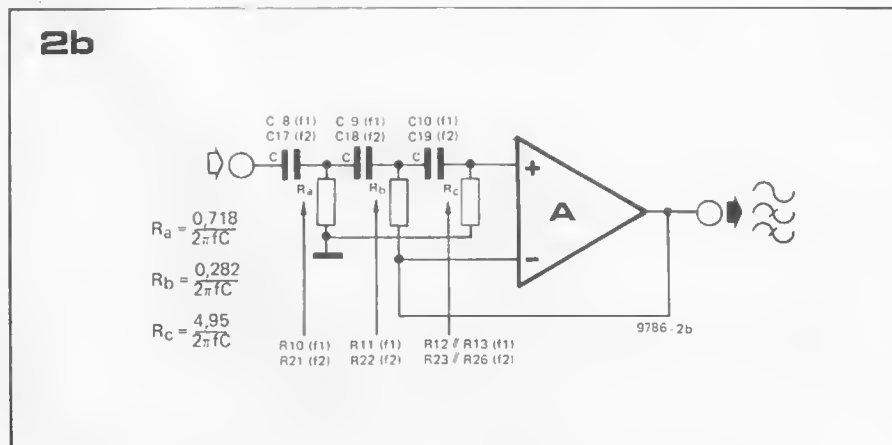 2b
C 8 (f1)
C17 (f2)
C 9 (f1)
C18 (f2)
C10 (f1)
C19 (f2)
C
C
C
Ra
Rb
Rc
+
A
−
Ra = 0,718 / 2πfC
Rb = 0,282 / 2πfC
Rc = 4,95 / 2πfC
R10 (f1)
R21 (f2)
R11 (f1)
R22 (f2)
R12 // R13 (f1)
R23 // R26 (f2)
9786 - 2b